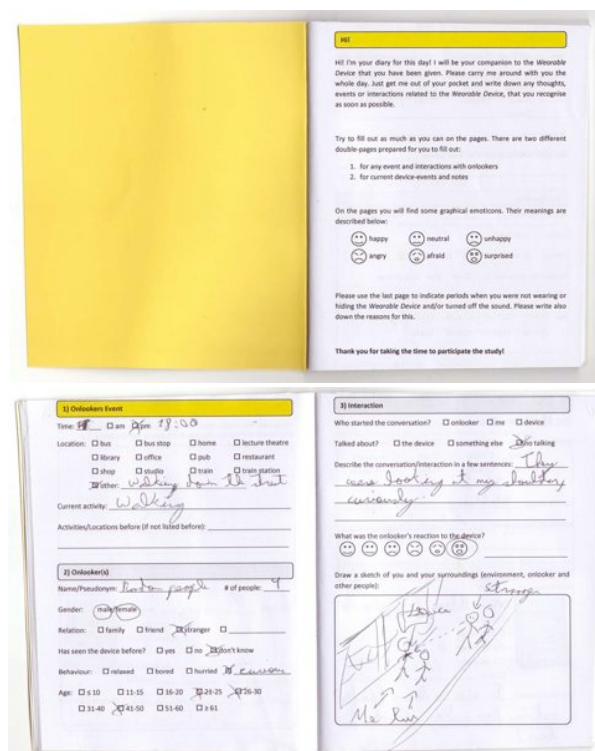 Hi!
Hi! I'm your diary for this day! I will be your companion to the Wearable
Device that you have been given. Please carry me around with you the
whole day. Just get me out of your pocket and write down any thoughts,
events or interactions related to the Wearable Device, that you recognise
as soon as possible.
Try to fill out as much as you can on the pages. There are two different
double-pages prepared for you to fill out:
1. for any event and interactions with onlookers
2. for current device-events and notes
On the pages you will find some graphical emoticons. Their meanings are
described below:
happy neutral unhappy
angry afraid surprised
Please use the last page to indicate periods when you were not wearing or
hiding the Wearable Device and/or turned off the sound. Please write also
down the reasons for this.
Thank you for taking the time to participate the study!
1) Onlookers Event
Time: am pm 18:00
Location: bus bus stop home lecture theatre
library office pub restaurant
shop studio train train station
other: Walking down the street
Current activity: Walking
Activities/Locations before (if not listed before):
2) Onlooker(s)
Name/Pseudonym: Random people # of people: 4
Gender: male/female
Relation: family friend stranger
Has seen the device before? yes no don't know
Behaviour: relaxed bored hurried curious
Age: ≤ 10 11-15 16-20 21-25 26-30
31-40 41-50 51-60 ≥ 61
3) Interaction
Who started the conversation? onlooker me device
Talked about? the device something else no talking
Describe the conversation/interaction in a few sentences: They
were looking at my shoulder
curiously.
What was the onlooker's reaction to the device?
Draw a sketch of you and your surroundings (environment, onlooker and
other people):
Me